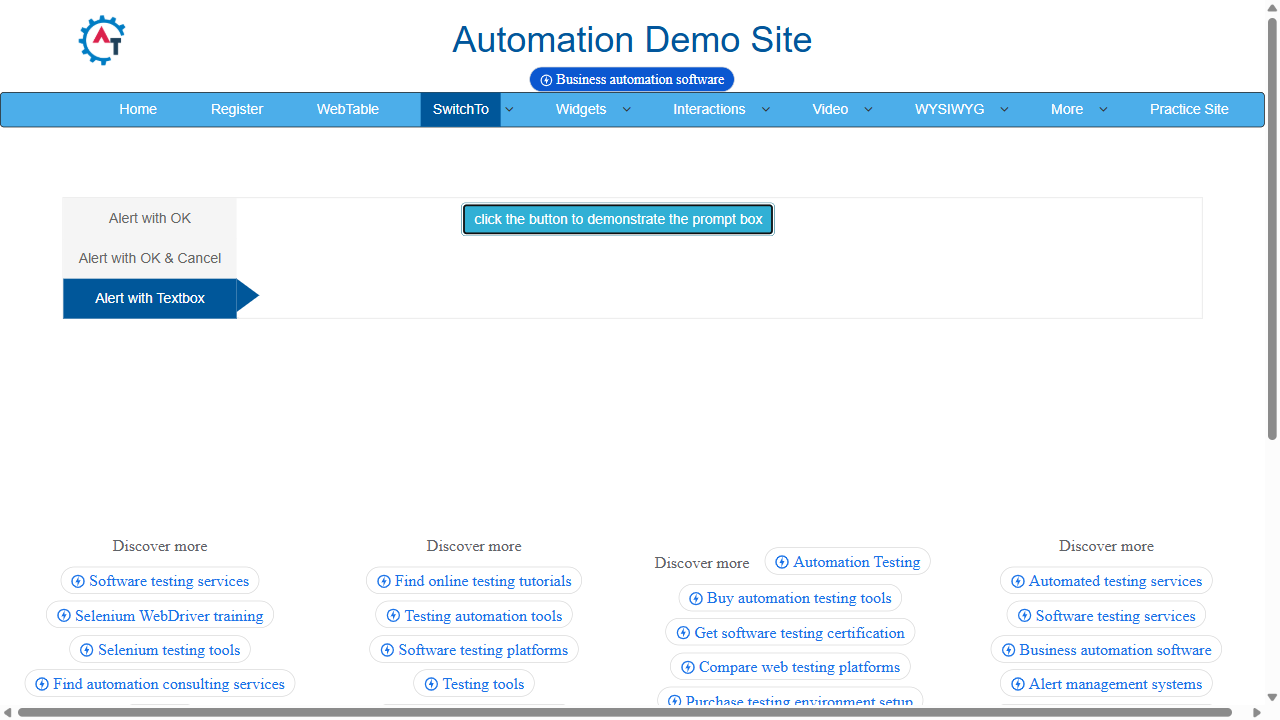 Automation Demo Site
Business automation software
Home Register WebTable SwitchTo Widgets Interactions Video WYSIWYG More Practice Site
Alert with OK
Alert with OK & Cancel
Alert with Textbox
click the button to demonstrate the prompt box
Discover more
Software testing services
Selenium WebDriver training
Selenium testing tools
Find automation consulting services
Discover more
Find online testing tutorials
Testing automation tools
Software testing platforms
Testing tools
Discover more Automation Testing
Buy automation testing tools
Get software testing certification
Compare web testing platforms
Purchase testing environment setup
Discover more
Automated testing services
Software testing services
Business automation software
Alert management systems